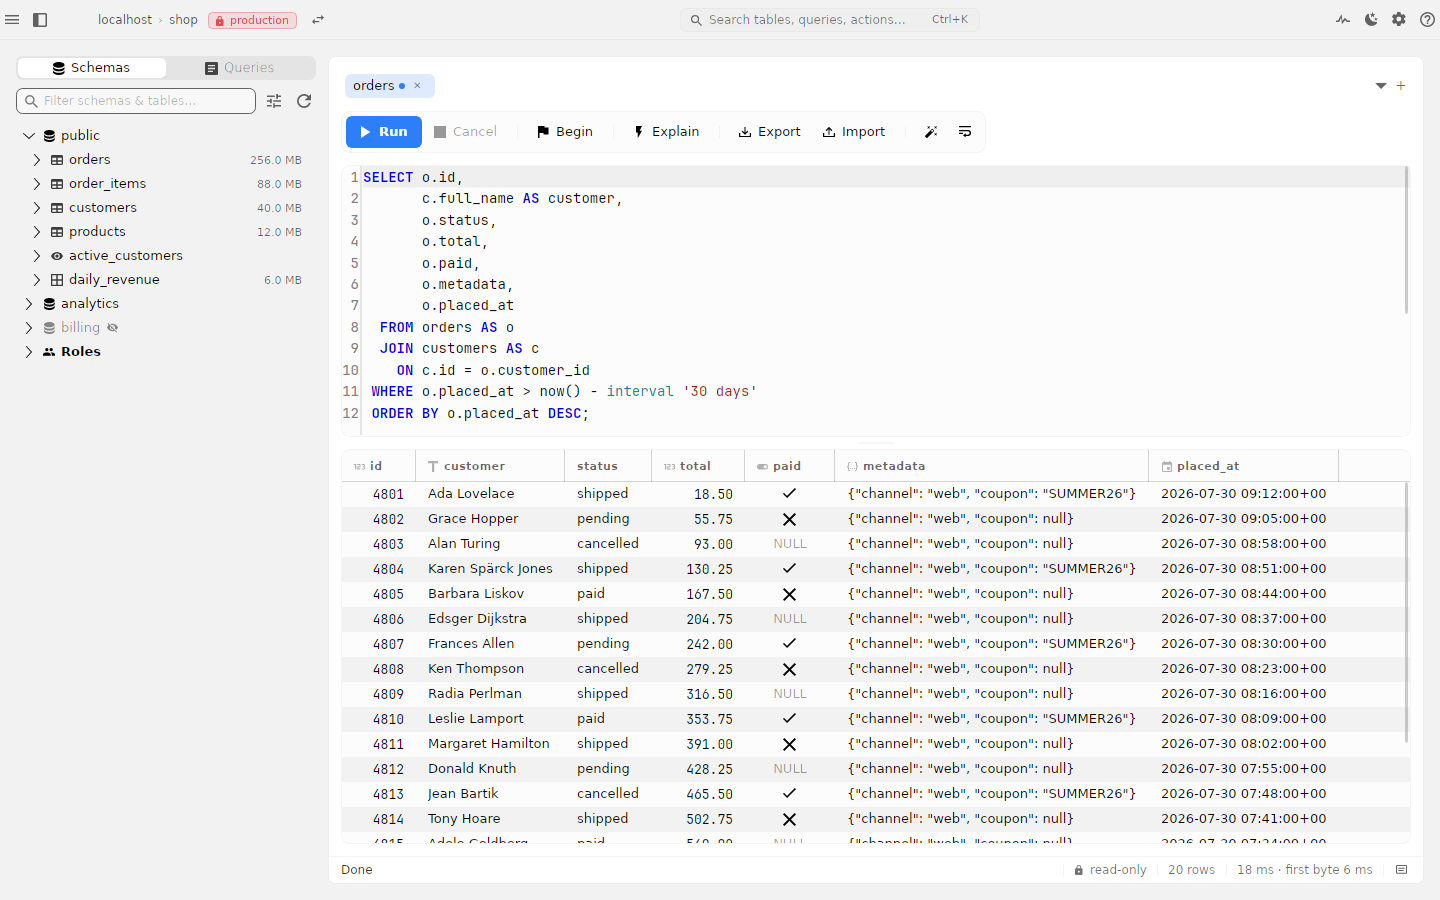 localhost › shop production
Search tables, queries, actions... Ctrl+K
Schemas Queries
Filter schemas & tables...
public
orders 256.0 MB
order_items 88.0 MB
customers 40.0 MB
products 12.0 MB
active_customers
daily_revenue 6.0 MB
analytics
billing
Roles
orders
Run Cancel Begin Explain Export Import
1 SELECT o.id,
2 c.full_name AS customer,
3 o.status,
4 o.total,
5 o.paid,
6 o.metadata,
7 o.placed_at
8 FROM orders AS o
9 JOIN customers AS c
10 ON c.id = o.customer_id
11 WHERE o.placed_at > now() - interval '30 days'
12 ORDER BY o.placed_at DESC;
123 id customer status 123 total paid {..} metadata placed_at
4801 Ada Lovelace shipped 18.50 {"channel": "web", "coupon": "SUMMER26"} 2026-07-30 09:12:00+00
4802 Grace Hopper pending 55.75 {"channel": "web", "coupon": null} 2026-07-30 09:05:00+00
4803 Alan Turing cancelled 93.00 NULL {"channel": "web", "coupon": null} 2026-07-30 08:58:00+00
4804 Karen Spärck Jones shipped 130.25 {"channel": "web", "coupon": "SUMMER26"} 2026-07-30 08:51:00+00
4805 Barbara Liskov paid 167.50 {"channel": "web", "coupon": null} 2026-07-30 08:44:00+00
4806 Edsger Dijkstra shipped 204.75 NULL {"channel": "web", "coupon": null} 2026-07-30 08:37:00+00
4807 Frances Allen pending 242.00 {"channel": "web", "coupon": "SUMMER26"} 2026-07-30 08:30:00+00
4808 Ken Thompson cancelled 279.25 {"channel": "web", "coupon": null} 2026-07-30 08:23:00+00
4809 Radia Perlman shipped 316.50 NULL {"channel": "web", "coupon": null} 2026-07-30 08:16:00+00
4810 Leslie Lamport paid 353.75 {"channel": "web", "coupon": "SUMMER26"} 2026-07-30 08:09:00+00
4811 Margaret Hamilton shipped 391.00 {"channel": "web", "coupon": null} 2026-07-30 08:02:00+00
4812 Donald Knuth pending 428.25 NULL {"channel": "web", "coupon": null} 2026-07-30 07:55:00+00
4813 Jean Bartik cancelled 465.50 {"channel": "web", "coupon": "SUMMER26"} 2026-07-30 07:48:00+00
4814 Tony Hoare shipped 502.75 {"channel": "web", "coupon": null} 2026-07-30 07:41:00+00
4815 Adele Goldberg paid NULL {"channel": "web", "coupon": null} 2026-07-30 07:34:00+00
Done read-only 20 rows 18 ms · first byte 6 ms